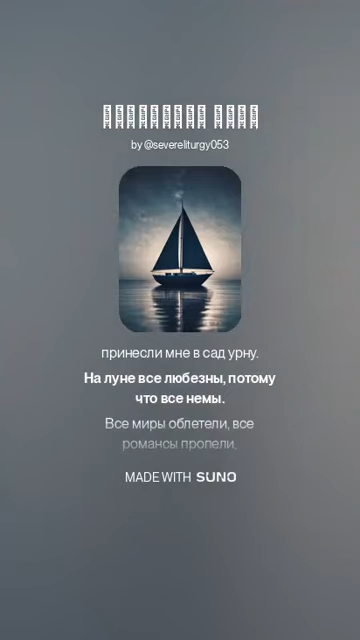 by @severeliturgy053
принесли мне в сад урну.
На луне все любезны, потому
что все немы.
Все миры облетели, все
романсы пропели,
MADE WITH SUNO